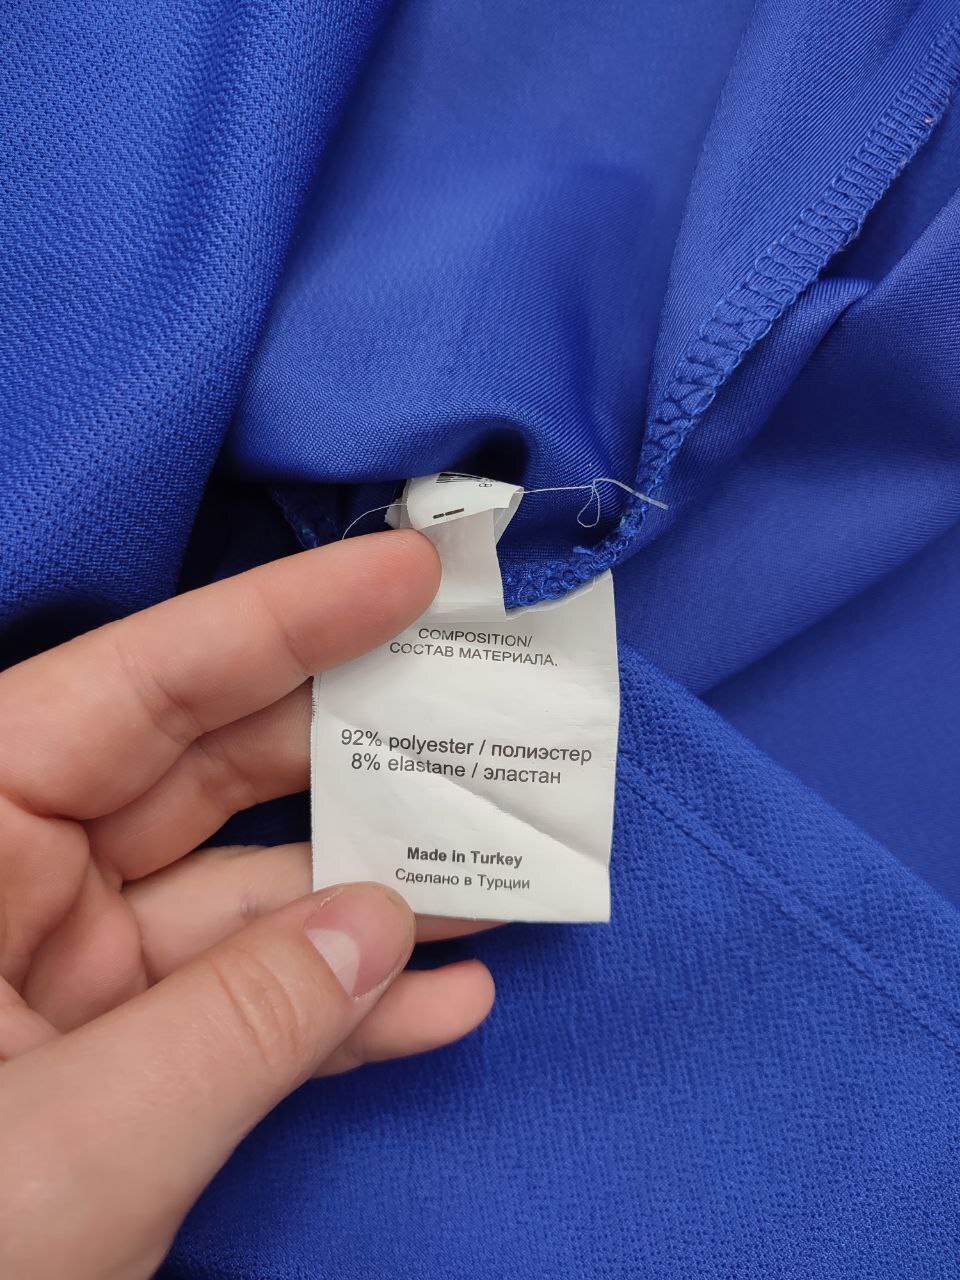 COMPOSITION/
СОСТАВ МАТЕРИАЛА.
92% polyester / полиэстер
8% elastane / эластан
Made in Turkey
Сделано в Турции